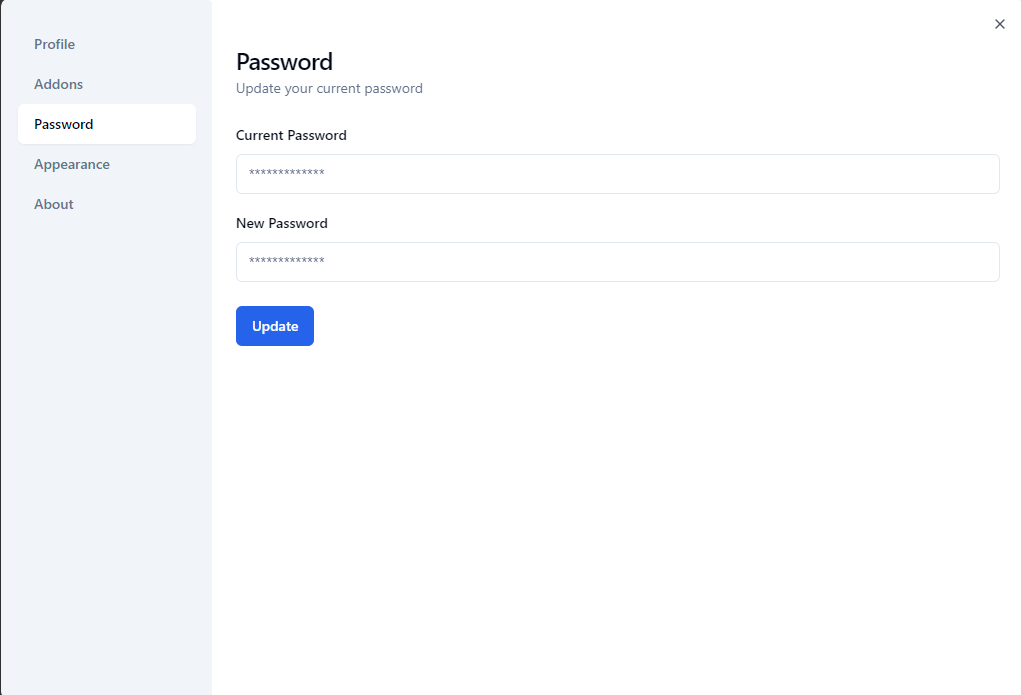 Profile
Addons
Password
Appearance
About
Password
Update your current password
Current Password
*************
New Password
*************
Update